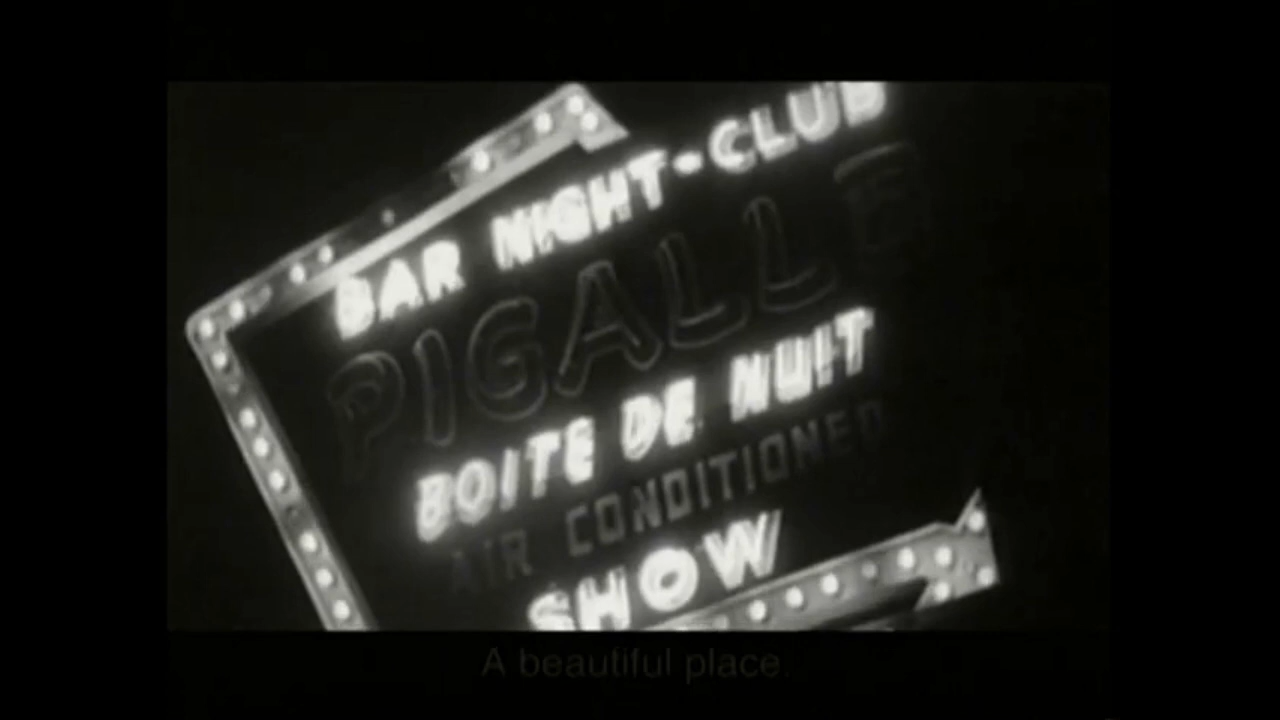 BAR NIGHT-CLUB
PIGALLE
BOITE DE NUIT
AIR CONDITIONED
SHOW
A beautiful place.